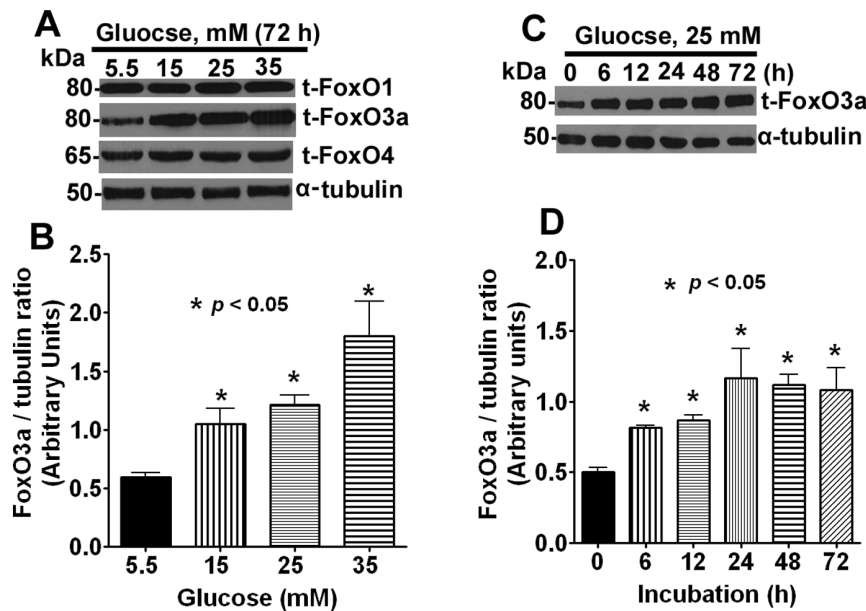 A
Gluocse, mM (72 h)
kDa
5.5 15 25 35
80 t-FoxO1
80 t-FoxO3a
65 t-FoxO4
50 α-tubulin
B
FoxO3a / tubulin ratio
(Arbitrary Units)
2.5
2.0
1.5
1.0
0.5
0.0
* p < 0.05
*
*
*
5.5 15 25 35
Glucose (mM)
C
Glucose, 25 mM
kDa
0 6 12 24 48 72 (h)
80 t-FoxO3a
50 α-tubulin
D
FoxO3a / tubulin ratio
(Arbitrary units)
2.0
1.5
1.0
0.5
0.0
* p < 0.05
*
*
*
*
*
0 6 12 24 48 72
Incubation (h)